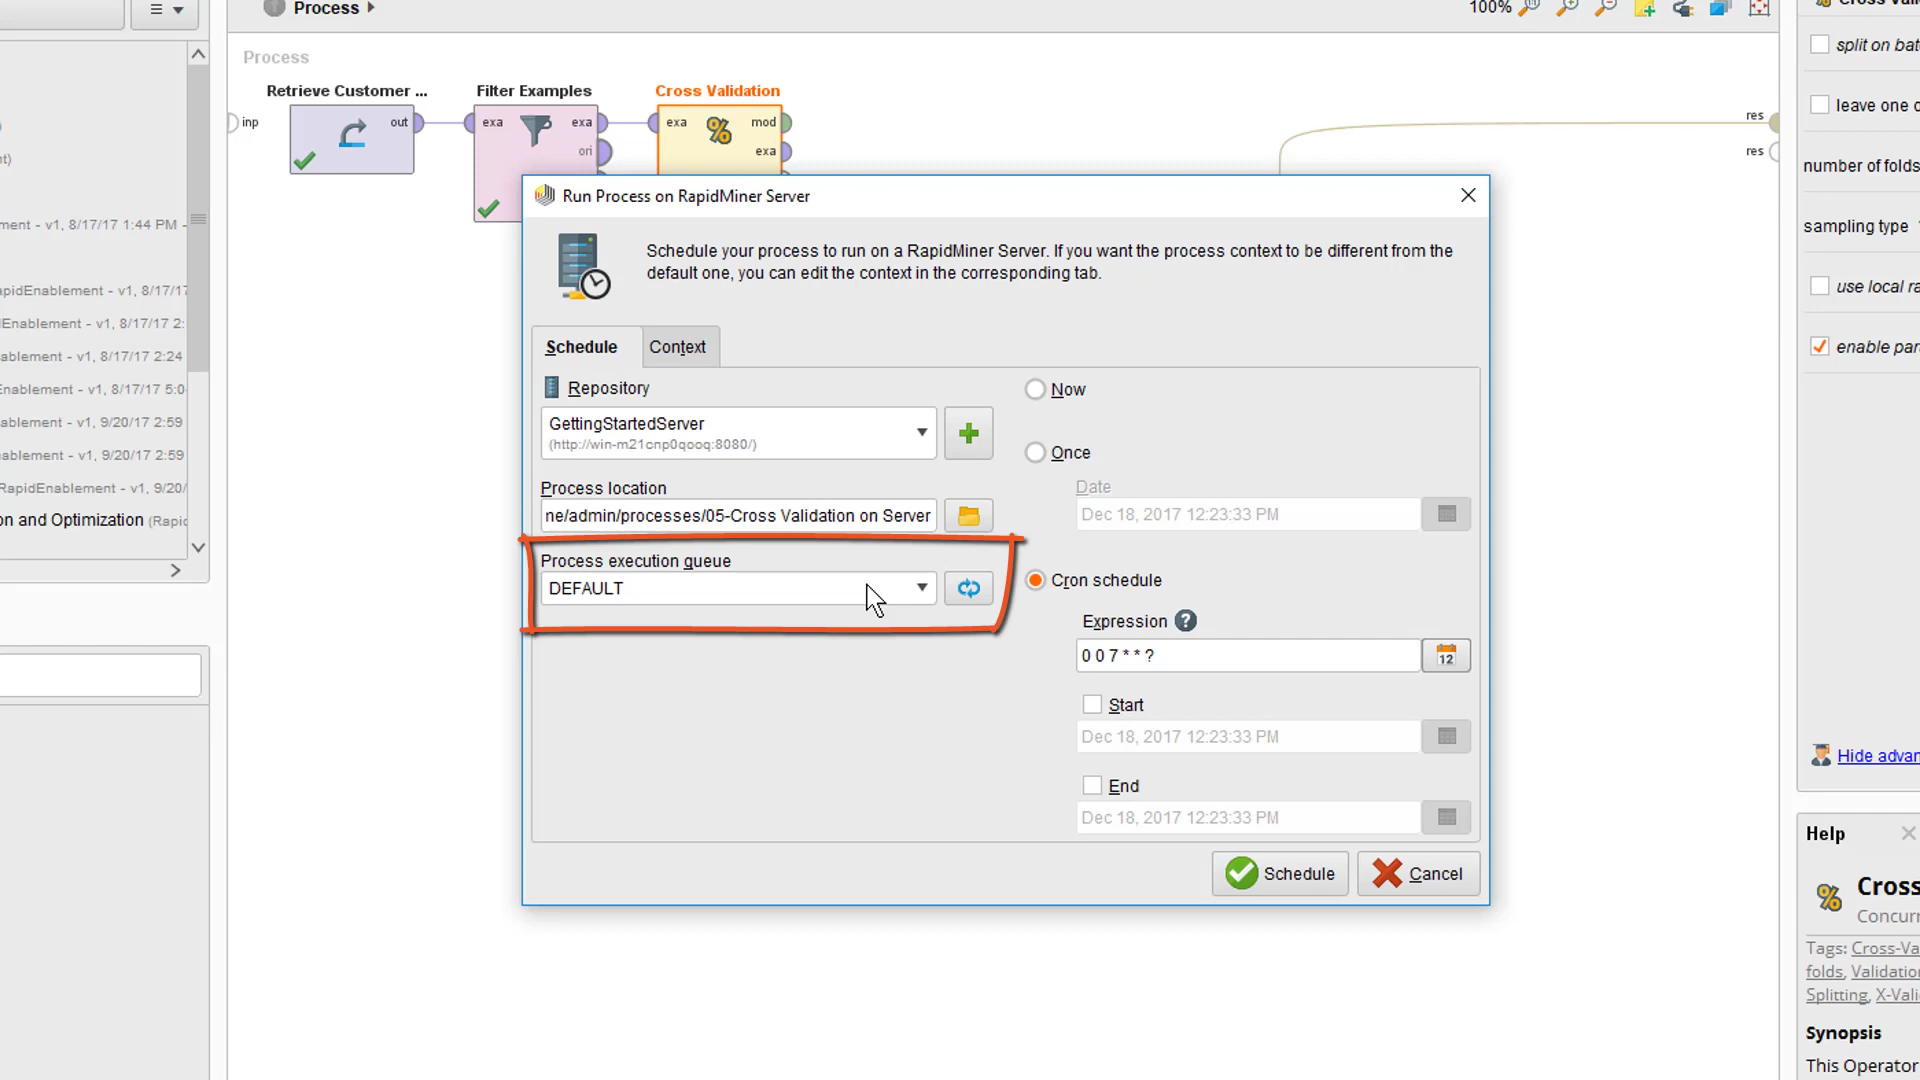 Process
100%
Process
Retrieve Customer ...
Filter Examples
Cross Validation
inp
out
exa
exa
ori
exa
mod
exa
res
res
ment - v1, 8/17/17 1:44 PM -
apidEnablement - v1, 8/17/17
Enablement - v1, 8/17/17 2:
ablement - v1, 8/17/17 2:24
Enablement - v1, 8/17/17 5:0
ablement - v1, 9/20/17 2:59
ablement - v1, 9/20/17 2:59
RapidEnablement - v1, 9/20/
on and Optimization (Rapid
Run Process on RapidMiner Server
Schedule your process to run on a RapidMiner Server. If you want the process context to be different from the
default one, you can edit the context in the corresponding tab.
Schedule
Context
Repository
GettingStartedServer
(http://win-m21cnp0qooq:8080/)
Process location
ne/admin/processes/05-Cross Validation on Server
Process execution queue
DEFAULT
Now
Once
Date
Dec 18, 2017 12:23:33 PM
Cron schedule
Expression ?
0 0 7 * * ?
12
Start
Dec 18, 2017 12:23:33 PM
End
Dec 18, 2017 12:23:33 PM
Schedule
Cancel
split on bat
leave one o
number of folds
sampling type
use local ra
enable para
Hide advan
Help
Cross
Concurr
Tags: Cross-Va
folds, Validation
Splitting, X-Vali
Synopsis
This Operator